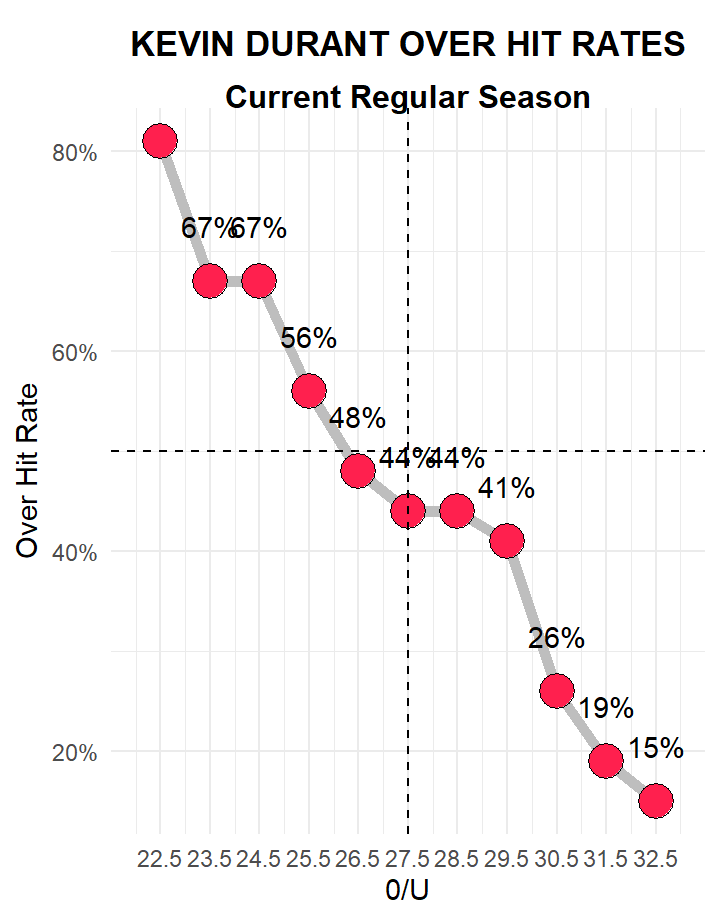 KEVIN DURANT OVER HIT RATES
Current Regular Season
80%
67% 67%
60%
56%
48%
44% 44%
41%
40%
26%
19%
15%
20%
Over Hit Rate
22.5 23.5 24.5 25.5 26.5 27.5 28.5 29.5 30.5 31.5 32.5
0/U